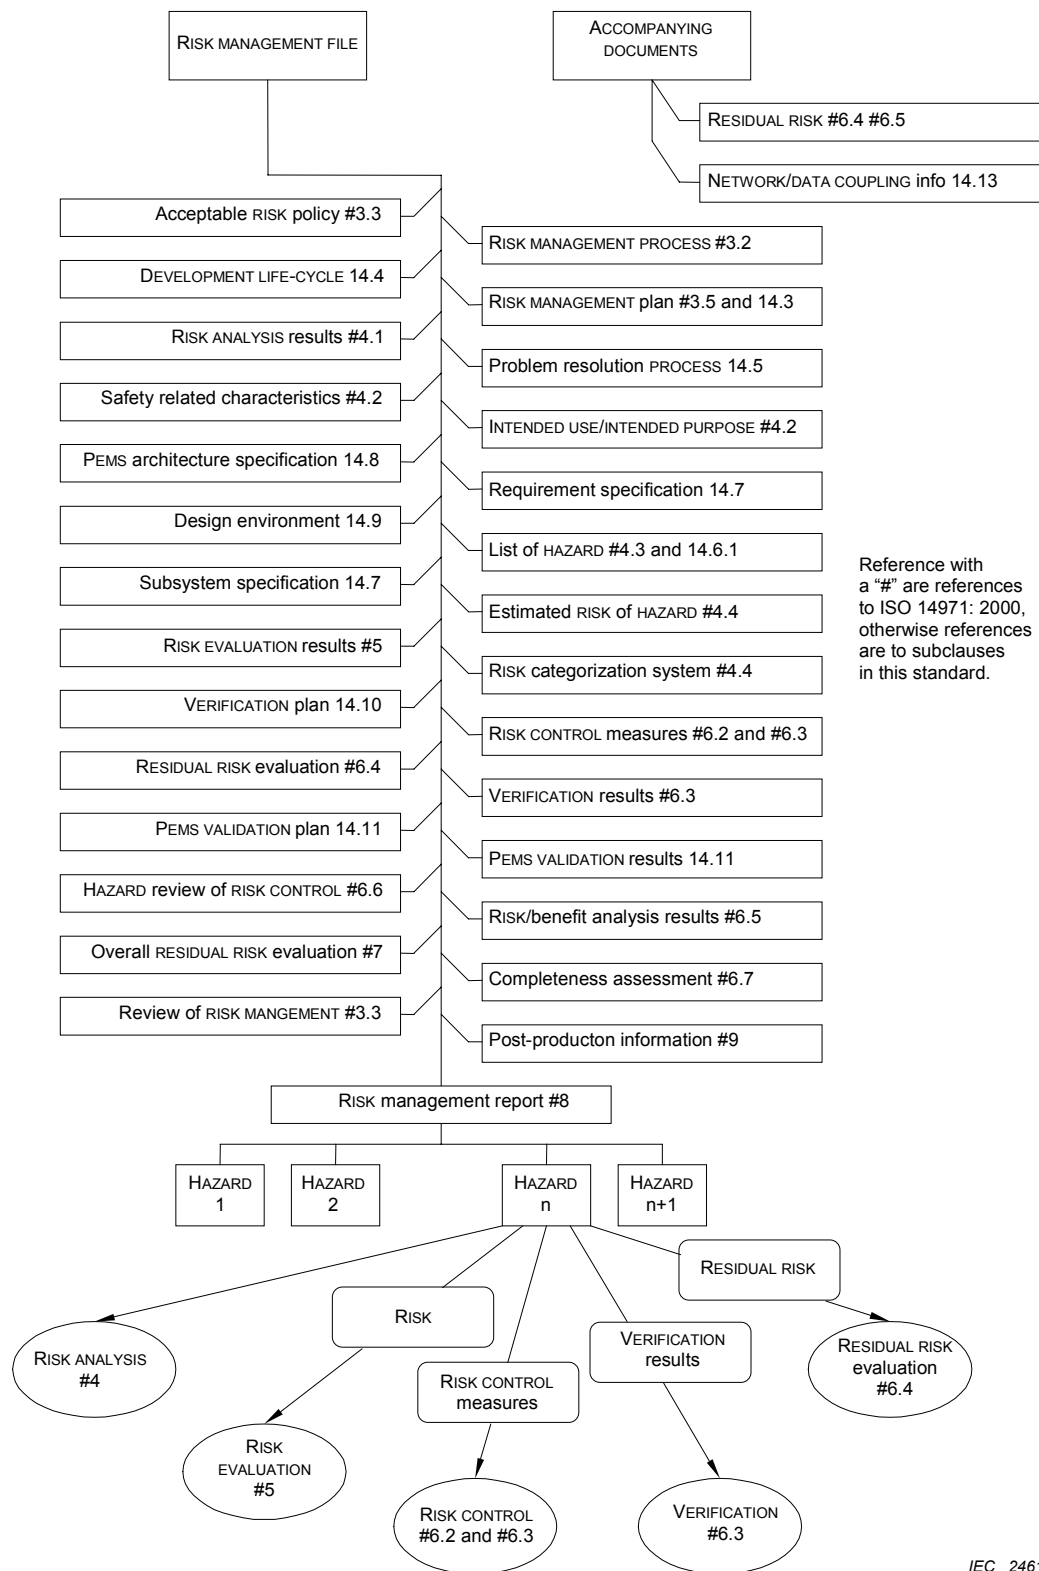 RISK MANAGEMENT FILE
ACCOMPANYING
DOCUMENTS
RESIDUAL RISK #6.4 #6.5
NETWORK/DATA COUPLING info 14.13
Acceptable RISK policy #3.3
RISK MANAGEMENT PROCESS #3.2
DEVELOPMENT LIFE-CYCLE 14.4
RISK MANAGEMENT plan #3.5 and 14.3
RISK ANALYSIS results #4.1
Problem resolution PROCESS 14.5
Safety related characteristics #4.2
INTENDED USE/INTENDED PURPOSE #4.2
PEMS architecture specification 14.8
Requirement specification 14.7
Design environment 14.9
List of HAZARD #4.3 and 14.6.1
Subsystem specification 14.7
Estimated RISK of HAZARD #4.4
RISK EVALUATION results #5
RISK categorization system #4.4
VERIFICATION plan 14.10
RISK CONTROL measures #6.2 and #6.3
RESIDUAL RISK evaluation #6.4
VERIFICATION results #6.3
PEMS VALIDATION plan 14.11
PEMS VALIDATION results 14.11
HAZARD review of RISK CONTROL #6.6
RISK/benefit analysis results #6.5
Overall RESIDUAL RISK evaluation #7
Completeness assessment #6.7
Review of RISK MANGEMENT #3.3
Post-producton information #9
Reference with
a “#” are references
to ISO 14971: 2000,
otherwise references
are to subclauses
in this standard.
RISK management report #8
HAZARD
1
HAZARD
2
HAZARD
n
HAZARD
n+1
RESIDUAL RISK
RISK
VERIFICATION
results
RISK CONTROL
measures
RISK ANALYSIS
#4
RISK
EVALUATION
#5
RISK CONTROL
#6.2 and #6.3
VERIFICATION
#6.3
RESIDUAL RISK
evaluation
#6.4
IEC 2461